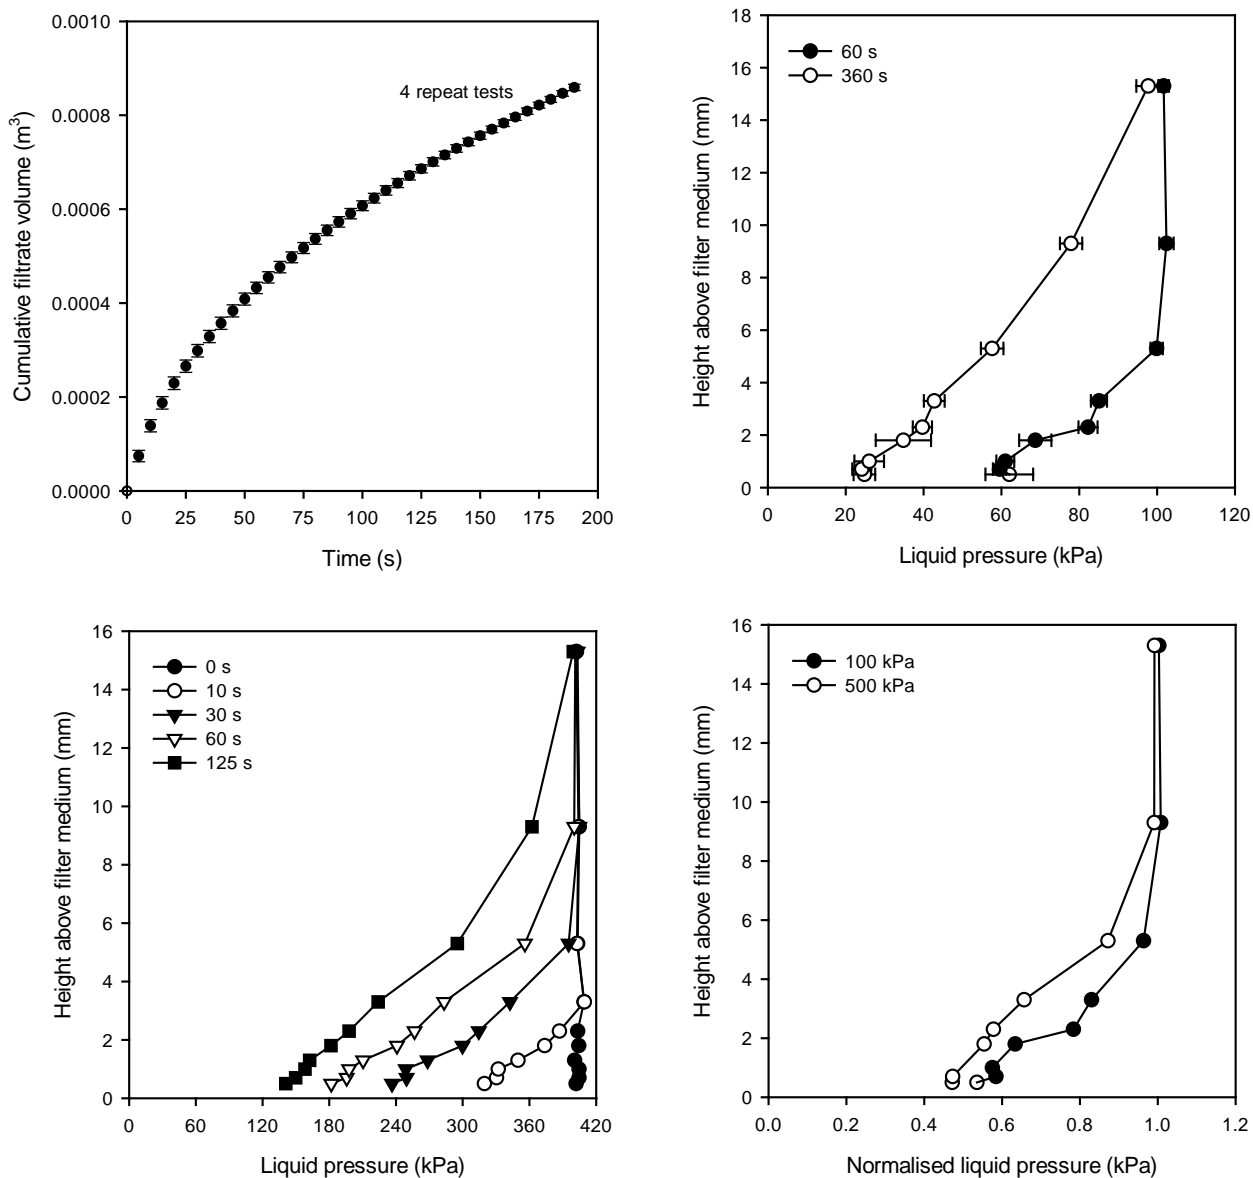 0.0010
0.0008
0.0006
0.0004
0.0002
0.0000
Cumulative filtrate volume (m³)
4 repeat tests
0 25 50 75 100 125 150 175 200
Time (s)
18
16
14
12
10
8
6
4
2
0
Height above filter medium (mm)
60 s
360 s
0 20 40 60 80 100 120
Liquid pressure (kPa)
16
14
12
10
8
6
4
2
0
Height above filter medium (mm)
0 s
10 s
30 s
60 s
125 s
0 60 120 180 240 300 360 420
Liquid pressure (kPa)
16
14
12
10
8
6
4
2
0
Height above filter medium (mm)
100 kPa
500 kPa
0.0 0.2 0.4 0.6 0.8 1.0 1.2
Normalised liquid pressure (kPa)